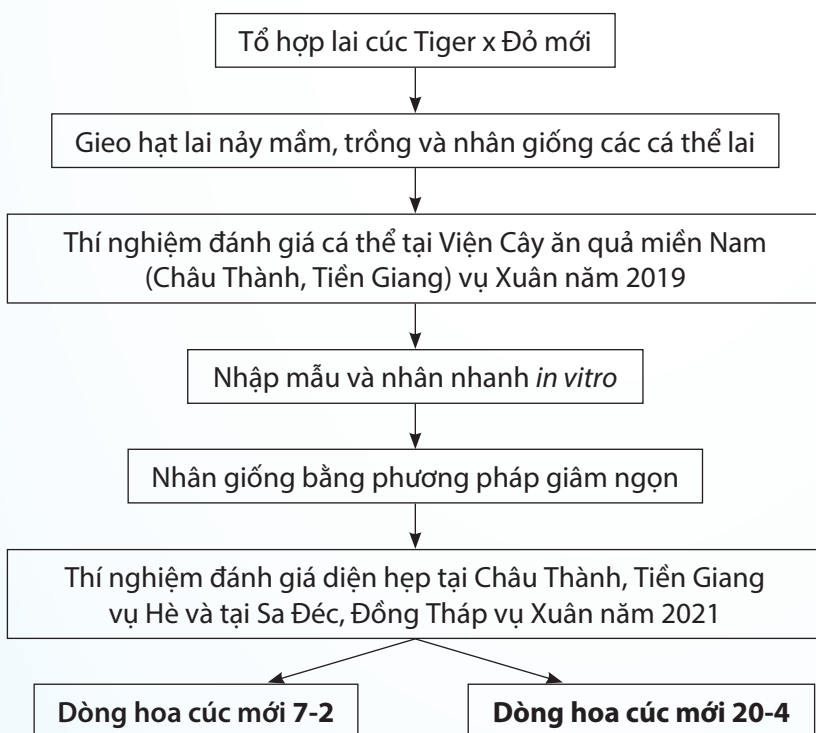 Tổ hợp lai cúc Tiger x Đỏ mới
Gieo hạt lai nảy mầm, trồng và nhân giống các cá thể lai
Thí nghiệm đánh giá cá thể tại Viện Cây ăn quả miền Nam
(Châu Thành, Tiền Giang) vụ Xuân năm 2019
Nhập mẫu và nhân nhanh in vitro
Nhân giống bằng phương pháp giâm ngọn
Thí nghiệm đánh giá diện hẹp tại Châu Thành, Tiền Giang
vụ Hè và tại Sa Đéc, Đồng Tháp vụ Xuân năm 2021
Dòng hoa cúc mới 7-2
Dòng hoa cúc mới 20-4